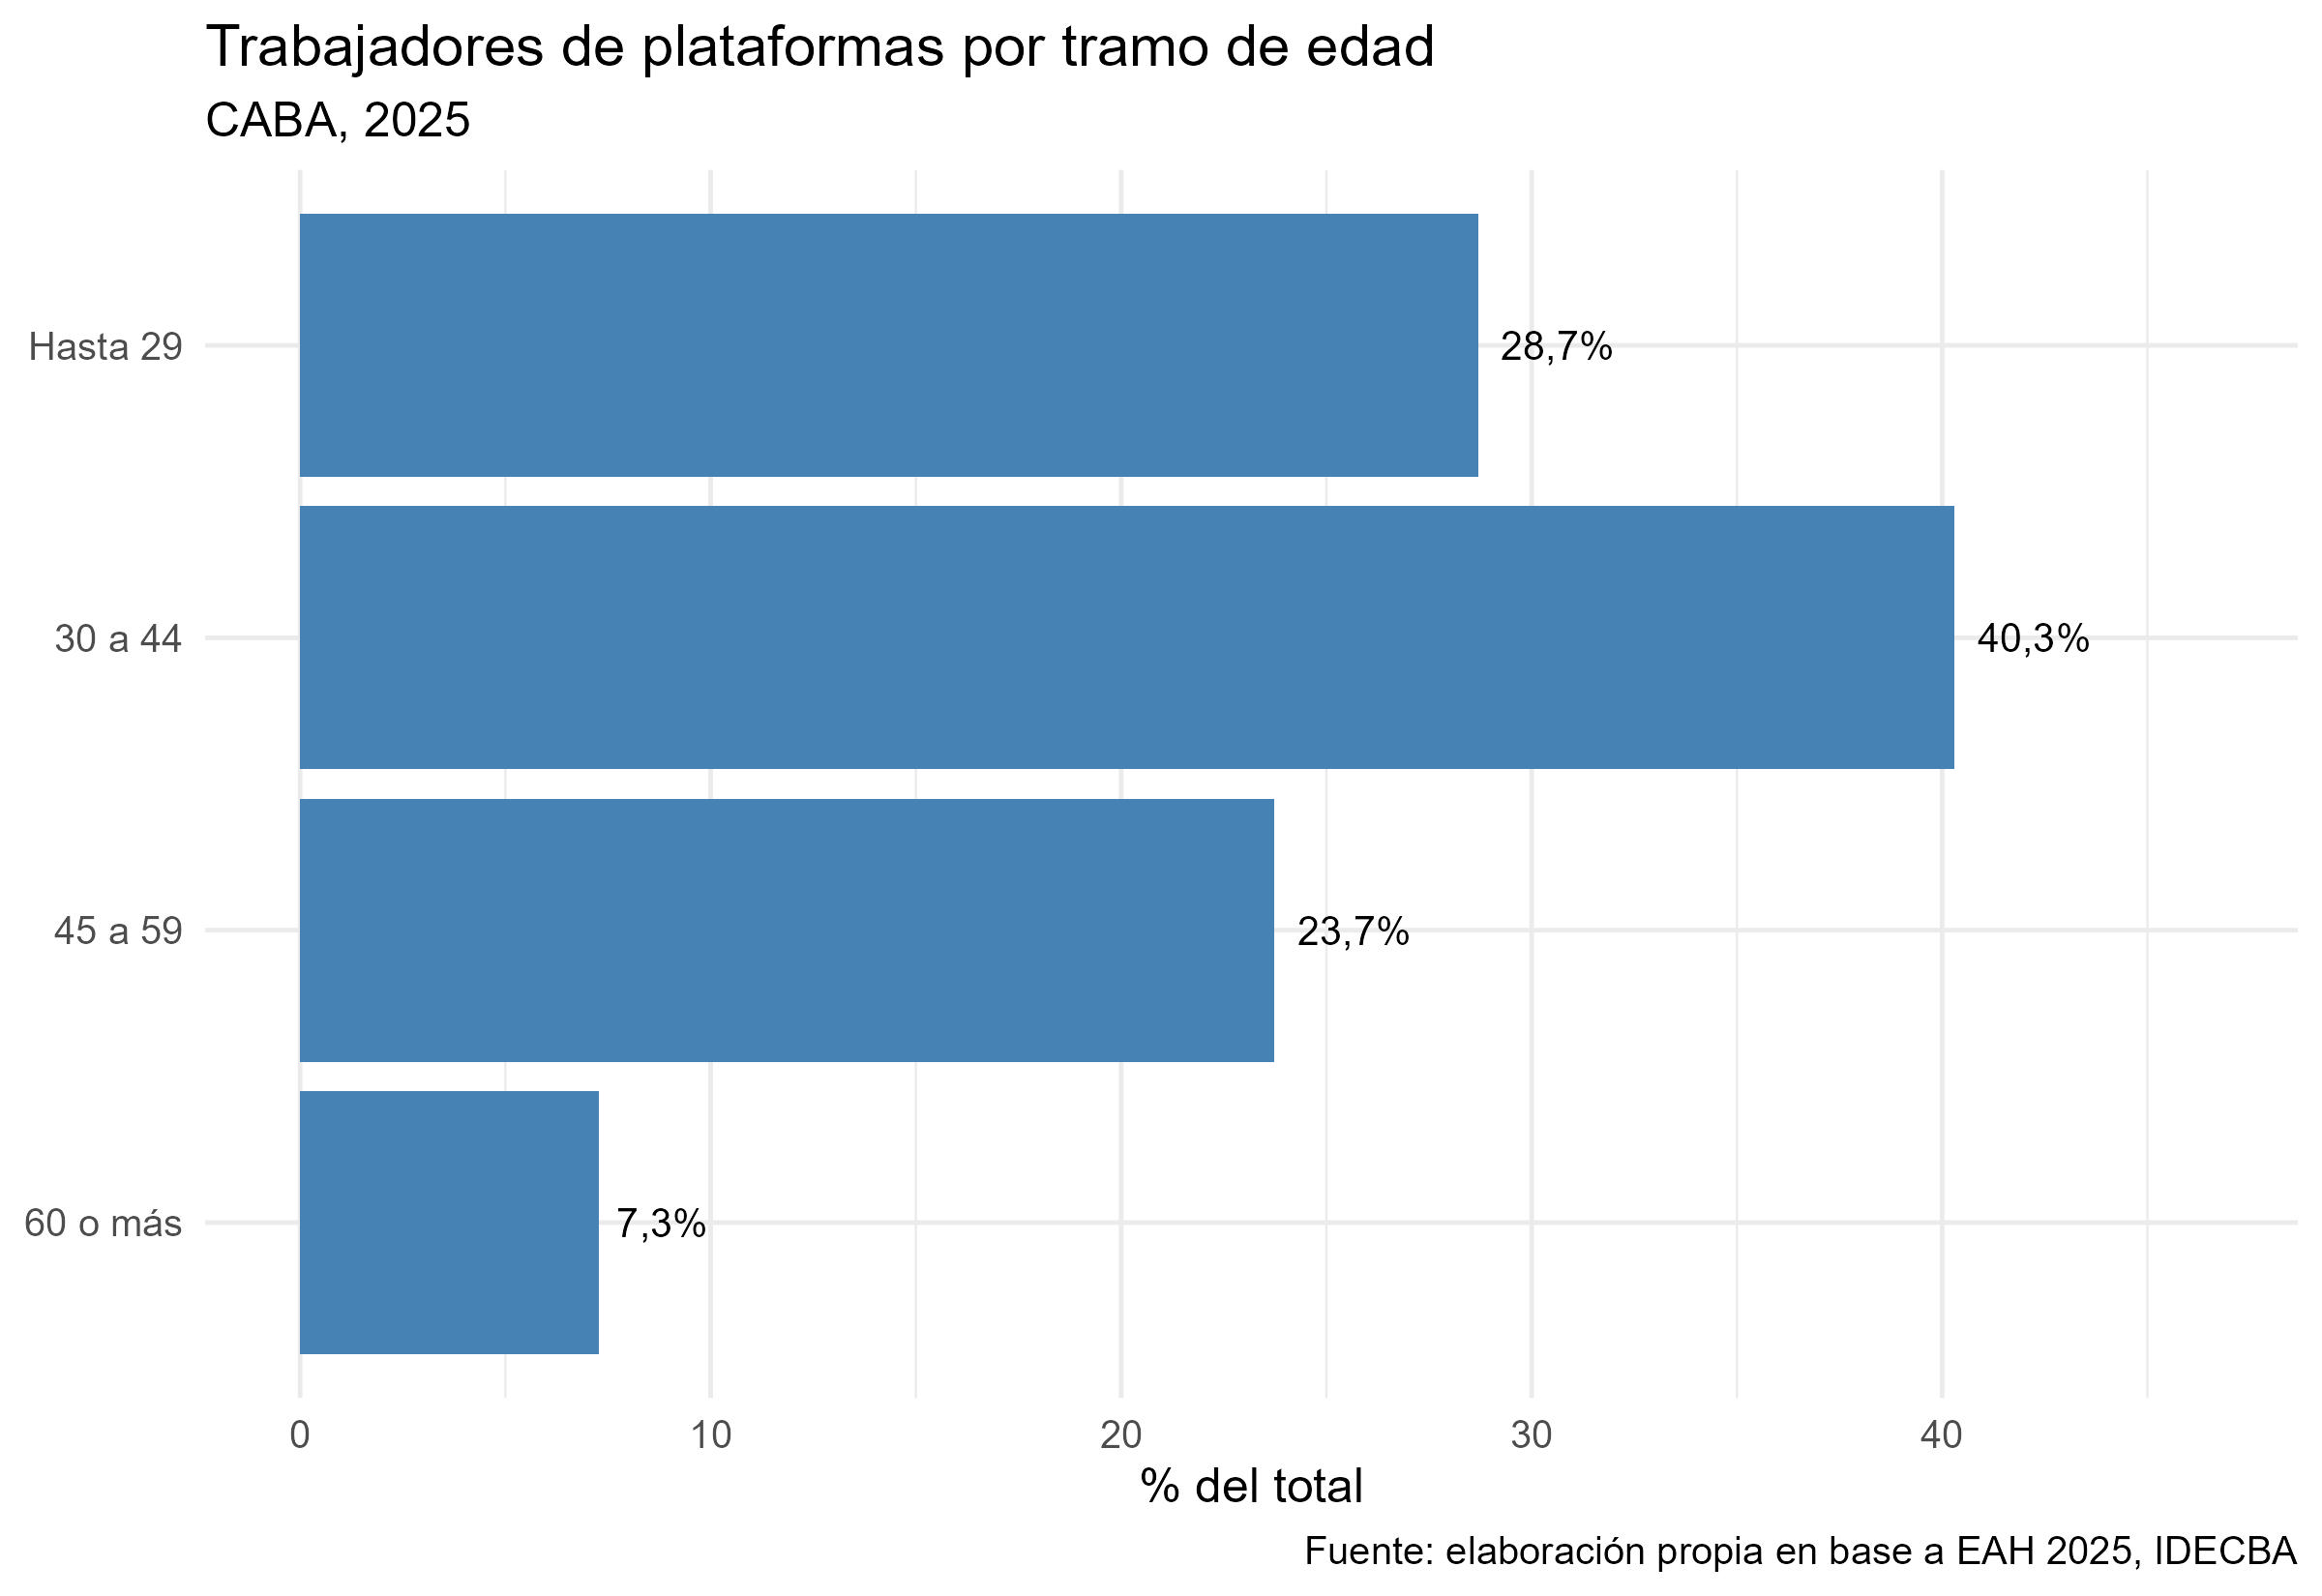 Trabajadores de plataformas por tramo de edad
CABA, 2025
Hasta 29
28,7%
30 a 44
40,3%
45 a 59
23,7%
60 o más
7,3%
0 10 20 30 40
% del total
Fuente: elaboración propia en base a EAH 2025, IDECBA